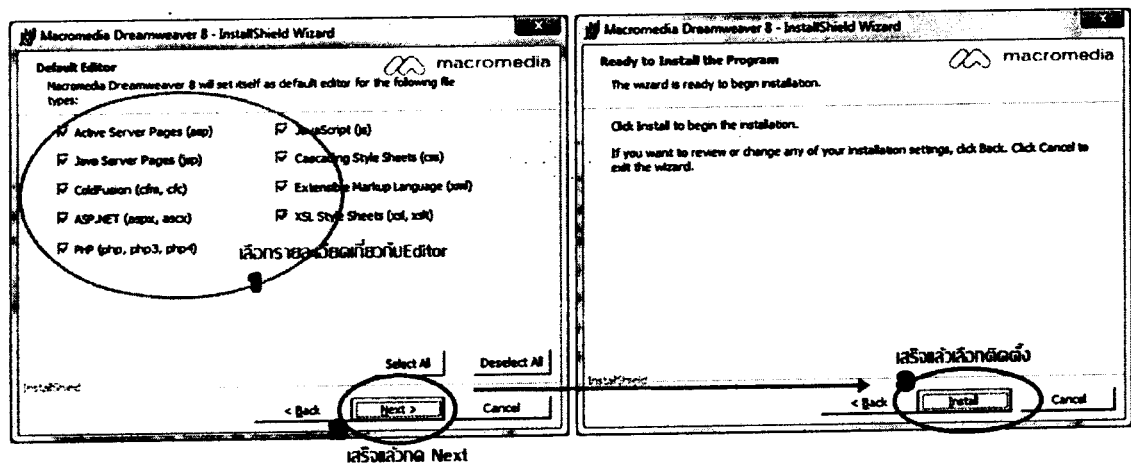 Macromedia Dreamweaver 8 - InstallShield Wizard
Default Editor
macromedia
Macromedia Dreamweaver 8 will set itself as default editor for the following file
types:
Active Server Pages (asp)
JavaScript (js)
Java Server Pages (jsp)
Cascading Style Sheets (css)
ColdFusion (cfm, cfc)
Extensible Markup Language (xml)
ASP.NET (aspx, ascx)
XSL Style Sheets (xsl, xslt)
PHP (php, php3, php4)
เลือกรายละเอียดเกี่ยวกับEditor
Select All
Deselect All
InstallShield
< Back
Next >
Cancel
เสร็จแล้วกด Next
Macromedia Dreamweaver 8 - InstallShield Wizard
Ready to Install the Program
macromedia
The wizard is ready to begin installation.
Click Install to begin the installation.
If you want to review or change any of your installation settings, click Back. Click Cancel to
exit the wizard.
เสร็จแล้วเลือกติดตั้ง
InstallShield
< Back
Install
Cancel